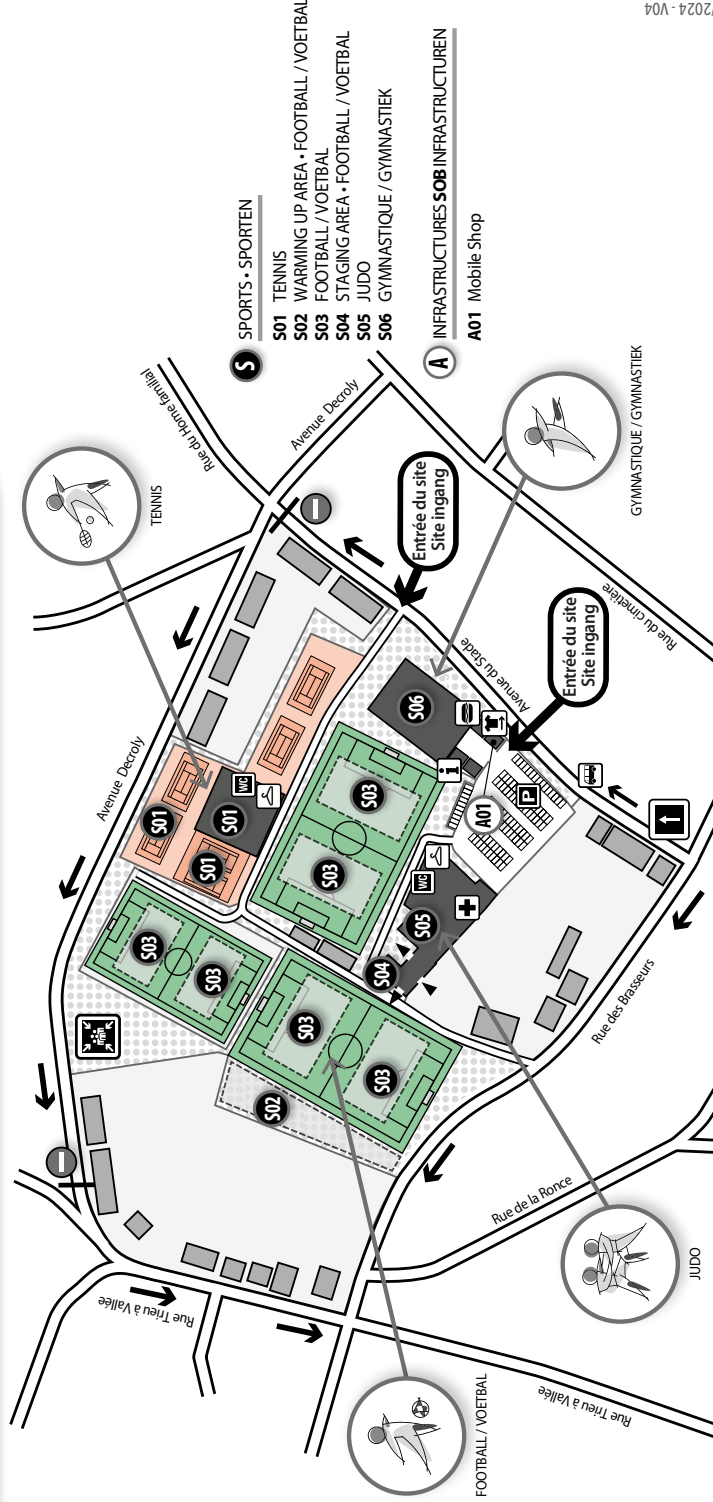 Rue du Home familial
Avenue Decroly
TENNIS
Avenue Decroly
S01
S01
S01
WC
S03
S03
S03
S03
S03
S03
S02
S04
S05
S06
WC
i
A01
P
Entrée du site
Site ingang
Entrée du site
Site ingang
Avenue du Stade
Rue du cimetière
Rue des Brasseurs
Rue de la Ronce
Rue Trieu à Vallée
Rue Trieu à Vallée
FOOTBALL / VOETBAL
JUDO
GYMNASTIQUE / GYMNASTIEK
S SPORTS • SPORTEN
S01 TENNIS
S02 WARMING UP AREA • FOOTBALL / VOETBAL
S03 FOOTBALL / VOETBAL
S04 STAGING AREA • FOOTBALL / VOETBAL
S05 JUDO
S06 GYMNASTIQUE / GYMNASTIEK
A INFRASTRUCTURES SOB INFRASTRUCTUREN
A01 Mobile Shop
/2024 - V04